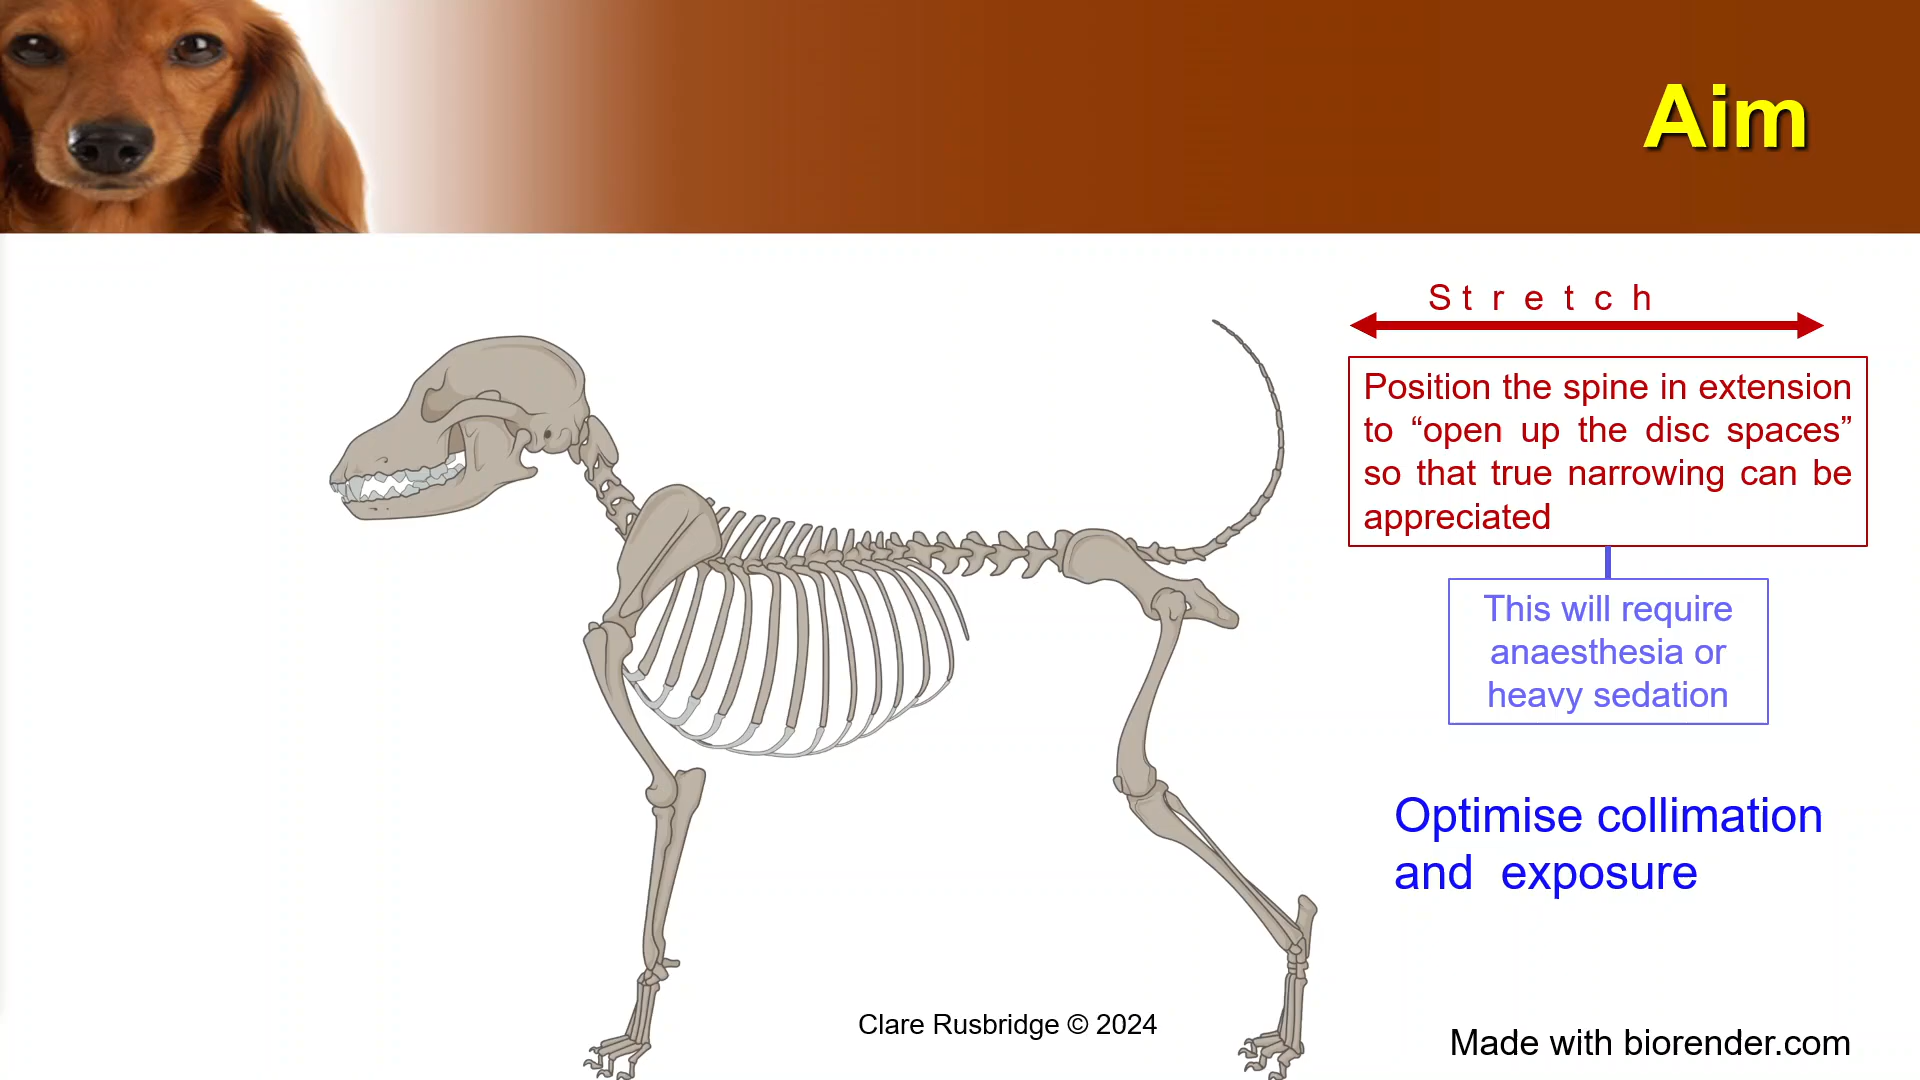 Aim
Stretch
Position the spine in extension
to “open up the disc spaces”
so that true narrowing can be
appreciated
This will require
anaesthesia or
heavy sedation
Optimise collimation
and exposure
Clare Rusbridge © 2024
Made with biorender.com